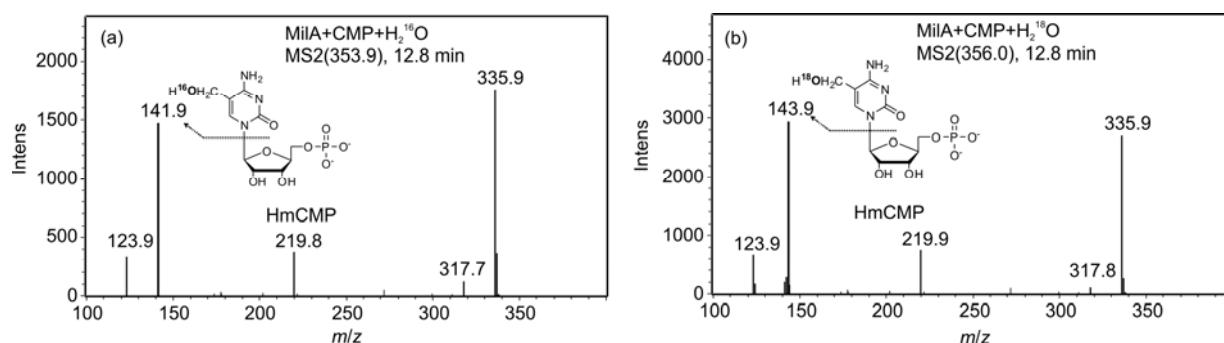 (a)
MilA+CMP+H₂¹⁶O
MS2(353.9), 12.8 min
2000
1500
1000
500
0
Intens
141.9
335.9
H¹⁶OH₂C
NH₂
N
N
O
O
O
P
O
O⁻
O⁻
OH
OH
HmCMP
123.9
219.8
317.7
100
150
200
250
300
350
m/z
(b)
MilA+CMP+H₂¹⁸O
MS2(356.0), 12.8 min
4000
3000
2000
1000
0
Intens
143.9
335.9
H¹⁸OH₂C
NH₂
N
N
O
O
O
P
O
O⁻
O⁻
OH
OH
HmCMP
123.9
219.9
317.8
100
150
200
250
300
350
m/z